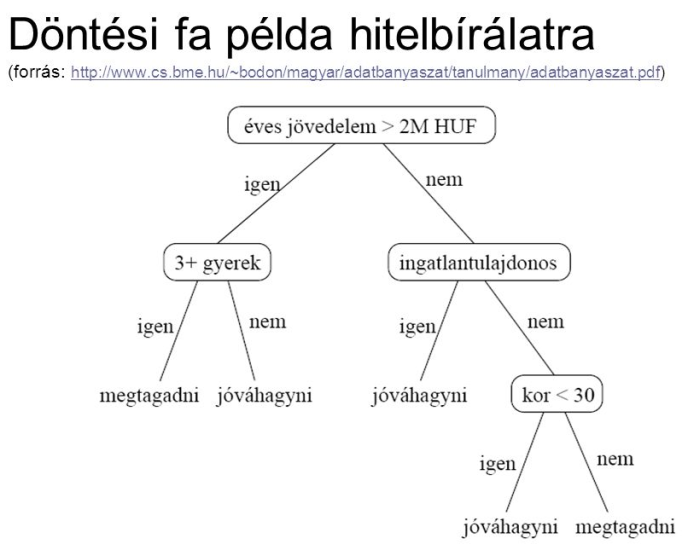 Döntési fa példa hitelbírálatra
(forrás: http://www.cs.bme.hu/~bodon/magyar/adatbanyaszat/tanulmany/adatbanyaszat.pdf)
éves jövedelem > 2M HUF
igen
nem
3+ gyerek
ingatlantulajdonos
igen
nem
igen
nem
megtagadni
jóváhagyni
jóváhagyni
kor < 30
igen
nem
jóváhagyni
megtagadni